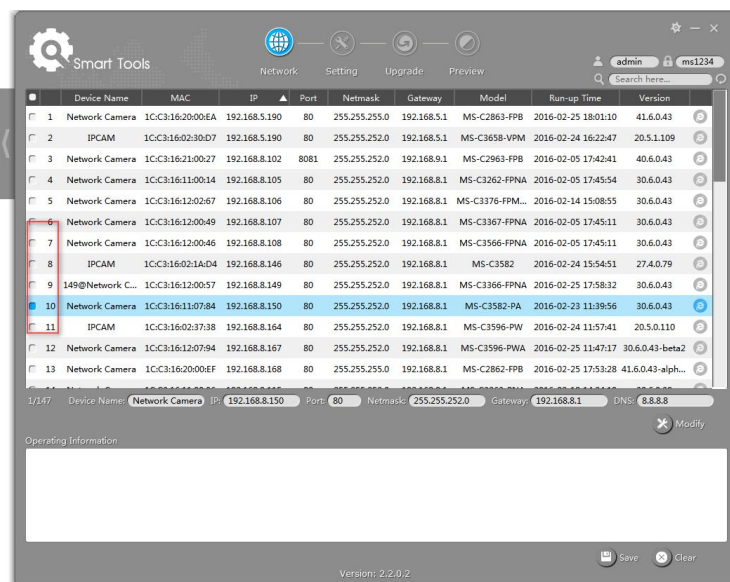 Smart Tools
Network Setting Upgrade Preview
admin ms1234
Search here...
Device Name MAC IP Port Netmask Gateway Model Run-up Time Version
1 Network Camera 1C:C3:16:20:00:EA 192.168.5.190 80 255.255.255.0 192.168.5.1 MS-C2863-FPB 2016-02-25 18:01:10 41.6.0.43
2 IPCAM 1C:C3:16:02:30:D7 192.168.5.190 80 255.255.252.0 192.168.5.1 MS-C3658-VPM 2016-02-24 16:22:47 20.5.1.109
3 Network Camera 1C:C3:16:21:00:27 192.168.8.102 8081 255.255.252.0 192.168.9.1 MS-C2963-FPB 2016-02-05 17:42:41 40.6.0.43
4 Network Camera 1C:C3:16:11:00:14 192.168.8.105 80 255.255.252.0 192.168.8.1 MS-C3262-FPNA 2016-02-05 17:45:54 30.6.0.43
5 Network Camera 1C:C3:16:12:02:67 192.168.8.106 80 255.255.252.0 192.168.8.1 MS-C3376-FPM... 2016-02-14 15:08:55 30.6.0.43
6 Network Camera 1C:C3:16:12:00:49 192.168.8.107 80 255.255.252.0 192.168.8.1 MS-C3367-FPNA 2016-02-05 17:45:11 30.6.0.43
7 Network Camera 1C:C3:16:12:00:46 192.168.8.108 80 255.255.252.0 192.168.8.1 MS-C3566-FPNA 2016-02-05 17:45:11 30.6.0.43
8 IPCAM 1C:C3:16:02:1A:D4 192.168.8.146 80 255.255.252.0 192.168.8.1 MS-C3582 2016-02-24 15:54:51 27.4.0.79
9 149@Network C... 1C:C3:16:12:00:57 192.168.8.149 80 255.255.252.0 192.168.8.1 MS-C3366-FPNA 2016-02-25 17:58:32 30.6.0.43
10 Network Camera 1C:C3:16:11:07:84 192.168.8.150 80 255.255.252.0 192.168.8.1 MS-C3582-PA 2016-02-23 11:39:56 30.6.0.43
11 IPCAM 1C:C3:16:02:37:38 192.168.8.164 80 255.255.252.0 192.168.8.1 MS-C3596-PW 2016-02-24 11:57:41 20.5.0.110
12 Network Camera 1C:C3:16:12:07:94 192.168.8.167 80 255.255.252.0 192.168.8.1 MS-C3596-PWA 2016-02-25 11:47:17 30.6.0.43-beta2
13 Network Camera 1C:C3:16:20:00:EF 192.168.8.168 80 255.255.252.0 192.168.8.1 MS-C2862-FPB 2016-02-25 17:53:28 41.6.0.43-alph...
1/147 Device Name: Network Camera IP: 192.168.8.150 Port: 80 Netmask: 255.255.252.0 Gateway: 192.168.8.1 DNS: 8.8.8.8
Modify
Operating Information
Save Clear
Version: 2.2.0.2